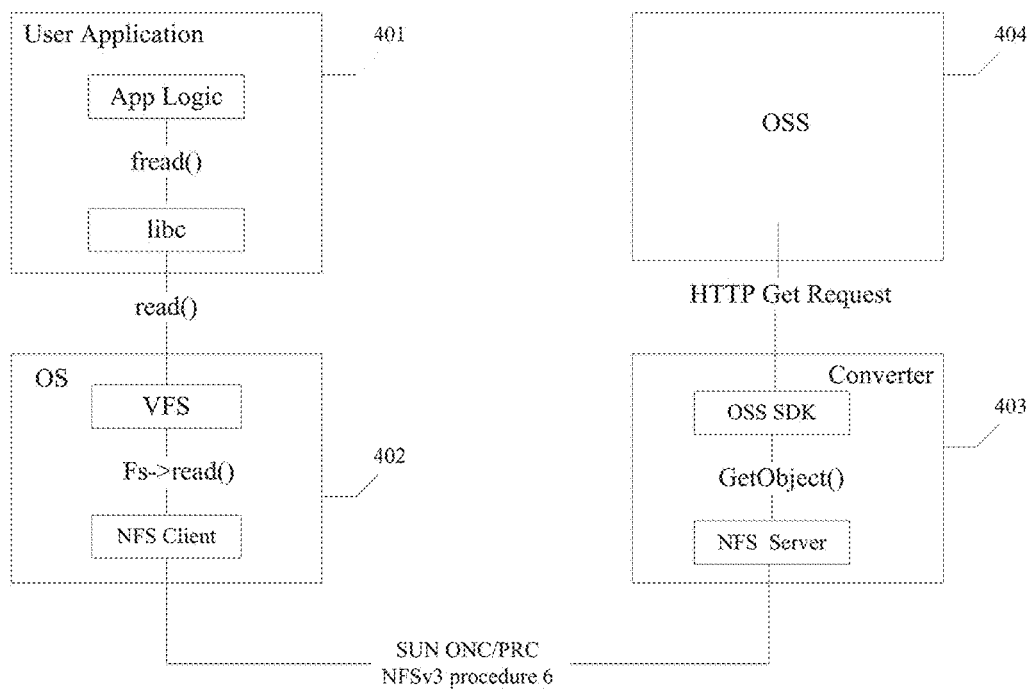 User Application
401
App Logic
fread()
libc
read()
OS
VFS
Fs->read()
NFS Client
402
SUN ONC/PRC
NFSv3 procedure 6
404
OSS
HTTP Get Request
Converter
OSS SDK
403
GetObject()
NFS Server